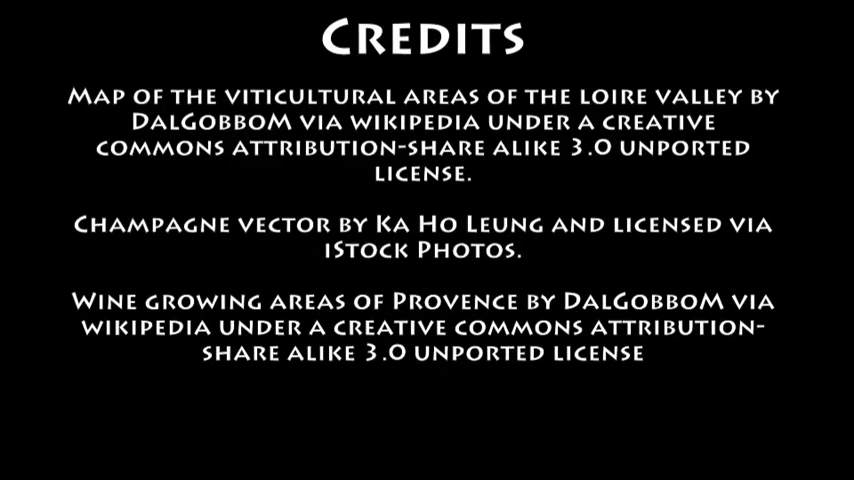 Credits
Map of the viticultural areas of the loire valley by
DalGobboM via wikipedia under a creative
commons attribution-share alike 3.0 unported
license.
Champagne vector by Ka Ho Leung and licensed via
iStock Photos.
Wine growing areas of Provence by DalGobboM via
wikipedia under a creative commons attribution-
share alike 3.0 unported license